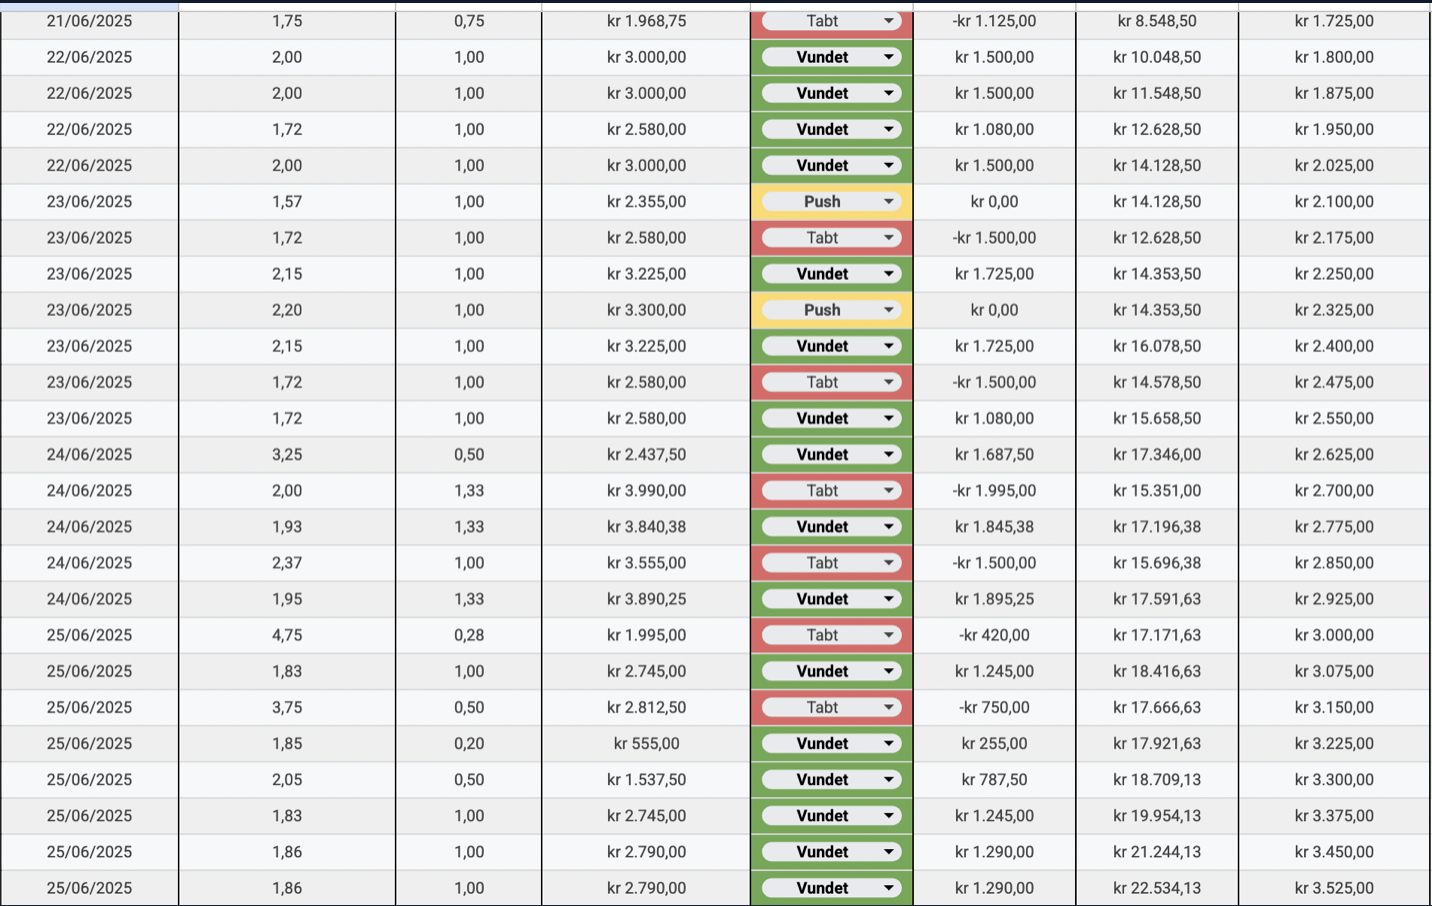 21/06/2025 1,75 0,75 kr 1.968,75 Tabt -kr 1.125,00 kr 8.548,50 kr 1.725,00
22/06/2025 2,00 1,00 kr 3.000,00 Vundet kr 1.500,00 kr 10.048,50 kr 1.800,00
22/06/2025 2,00 1,00 kr 3.000,00 Vundet kr 1.500,00 kr 11.548,50 kr 1.875,00
22/06/2025 1,72 1,00 kr 2.580,00 Vundet kr 1.080,00 kr 12.628,50 kr 1.950,00
22/06/2025 2,00 1,00 kr 3.000,00 Vundet kr 1.500,00 kr 14.128,50 kr 2.025,00
23/06/2025 1,57 1,00 kr 2.355,00 Push kr 0,00 kr 14.128,50 kr 2.100,00
23/06/2025 1,72 1,00 kr 2.580,00 Tabt -kr 1.500,00 kr 12.628,50 kr 2.175,00
23/06/2025 2,15 1,00 kr 3.225,00 Vundet kr 1.725,00 kr 14.353,50 kr 2.250,00
23/06/2025 2,20 1,00 kr 3.300,00 Push kr 0,00 kr 14.353,50 kr 2.325,00
23/06/2025 2,15 1,00 kr 3.225,00 Vundet kr 1.725,00 kr 16.078,50 kr 2.400,00
23/06/2025 1,72 1,00 kr 2.580,00 Tabt -kr 1.500,00 kr 14.578,50 kr 2.475,00
23/06/2025 1,72 1,00 kr 2.580,00 Vundet kr 1.080,00 kr 15.658,50 kr 2.550,00
24/06/2025 3,25 0,50 kr 2.437,50 Vundet kr 1.687,50 kr 17.346,00 kr 2.625,00
24/06/2025 2,00 1,33 kr 3.990,00 Tabt -kr 1.995,00 kr 15.351,00 kr 2.700,00
24/06/2025 1,93 1,33 kr 3.840,38 Vundet kr 1.845,38 kr 17.196,38 kr 2.775,00
24/06/2025 2,37 1,00 kr 3.555,00 Tabt -kr 1.500,00 kr 15.696,38 kr 2.850,00
24/06/2025 1,95 1,33 kr 3.890,25 Vundet kr 1.895,25 kr 17.591,63 kr 2.925,00
25/06/2025 4,75 0,28 kr 1.995,00 Tabt -kr 420,00 kr 17.171,63 kr 3.000,00
25/06/2025 1,83 1,00 kr 2.745,00 Vundet kr 1.245,00 kr 18.416,63 kr 3.075,00
25/06/2025 3,75 0,50 kr 2.812,50 Tabt -kr 750,00 kr 17.666,63 kr 3.150,00
25/06/2025 1,85 0,20 kr 555,00 Vundet kr 255,00 kr 17.921,63 kr 3.225,00
25/06/2025 2,05 0,50 kr 1.537,50 Vundet kr 787,50 kr 18.709,13 kr 3.300,00
25/06/2025 1,83 1,00 kr 2.745,00 Vundet kr 1.245,00 kr 19.954,13 kr 3.375,00
25/06/2025 1,86 1,00 kr 2.790,00 Vundet kr 1.290,00 kr 21.244,13 kr 3.450,00
25/06/2025 1,86 1,00 kr 2.790,00 Vundet kr 1.290,00 kr 22.534,13 kr 3.525,00